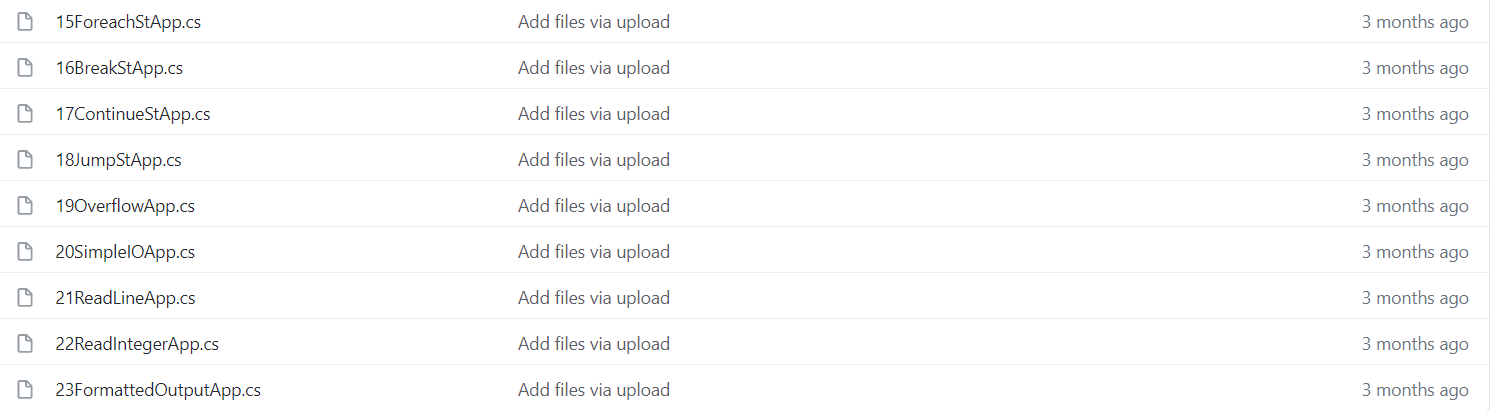 15ForeachStApp.cs Add files via upload 3 months ago
16BreakStApp.cs Add files via upload 3 months ago
17ContinueStApp.cs Add files via upload 3 months ago
18JumpStApp.cs Add files via upload 3 months ago
19OverflowApp.cs Add files via upload 3 months ago
20SimpleIOApp.cs Add files via upload 3 months ago
21ReadLineApp.cs Add files via upload 3 months ago
22ReadIntegerApp.cs Add files via upload 3 months ago
23FormattedOutputApp.cs Add files via upload 3 months ago